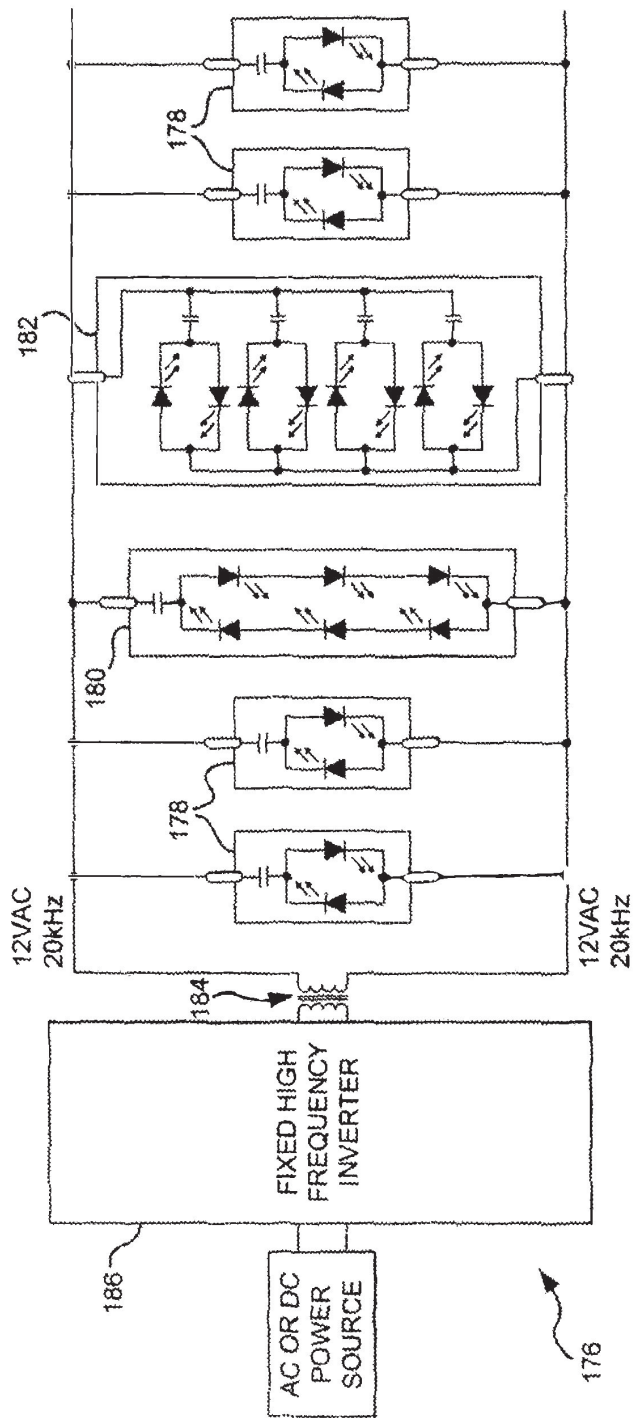 AC OR DC
POWER
SOURCE
176
186
FIXED HIGH
FREQUENCY
INVERTER
184
12VAC
20kHz
12VAC
20kHz
178
180
182
178